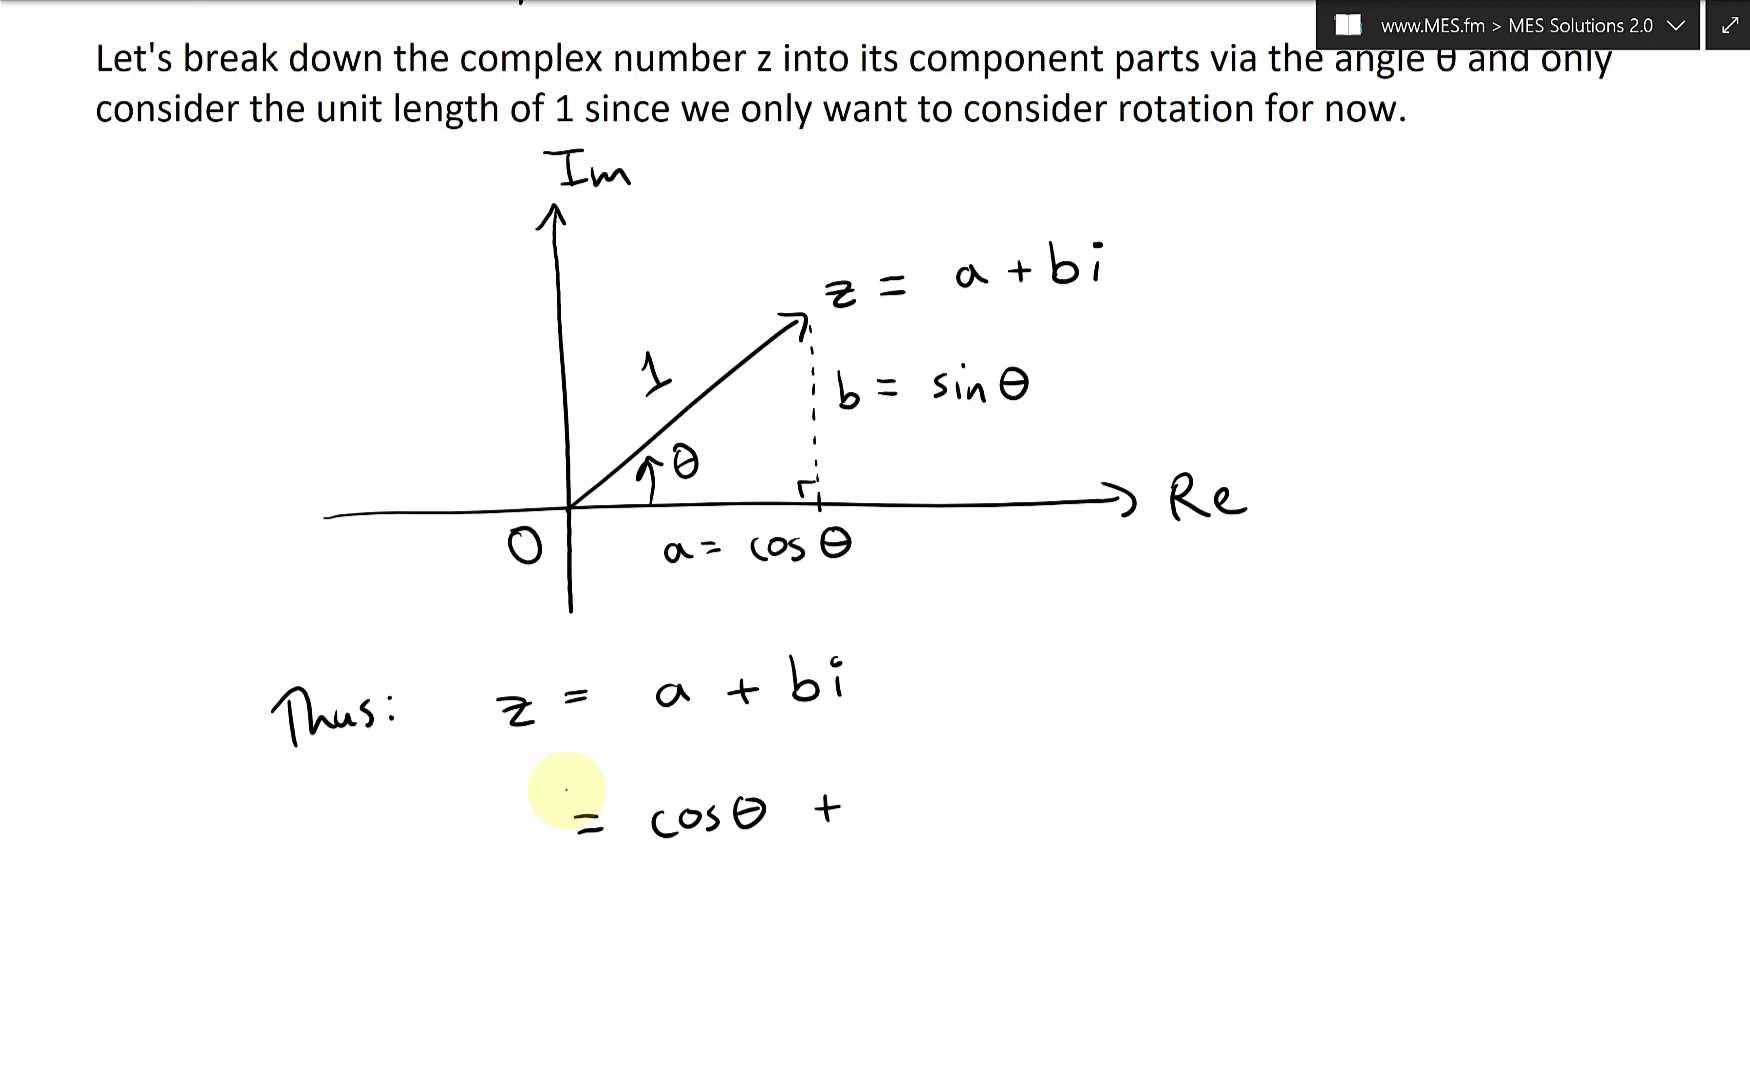 www.MES.fm > MES Solutions 2.0
Let's break down the complex number z into its component parts via the angle θ and only
consider the unit length of 1 since we only want to consider rotation for now.
Im
z = a + bi
1
b = sin θ
θ
Re
O
a = cos θ
Thus: z = a + bi
= cos θ +